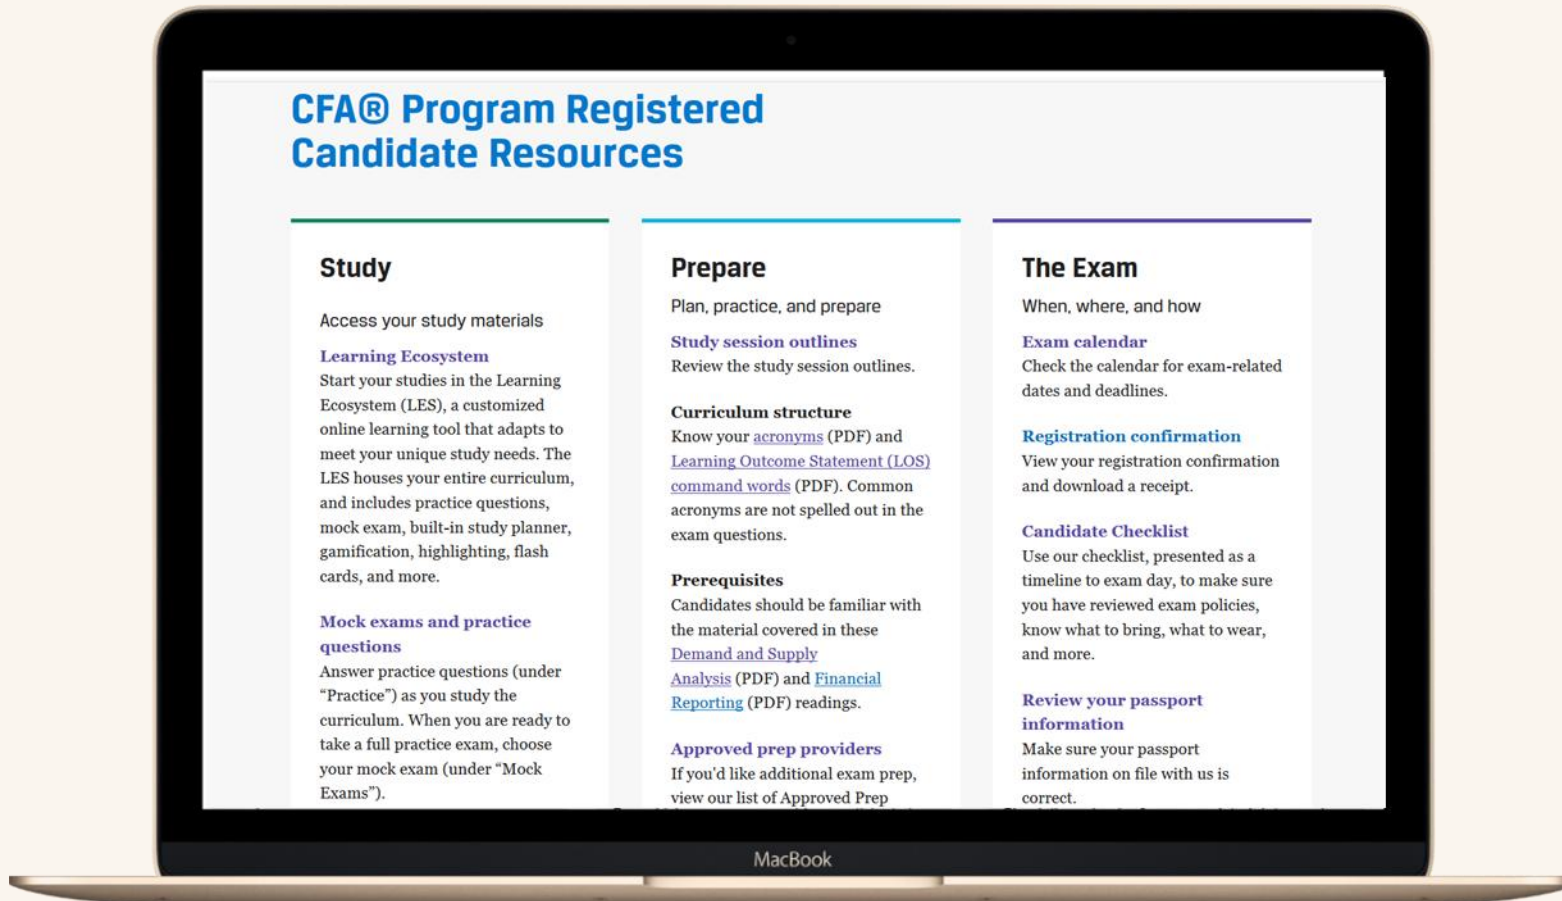 CFA® Program Registered
Candidate Resources
Study
Access your study materials
Learning Ecosystem
Start your studies in the Learning
Ecosystem (LES), a customized
online learning tool that adapts to
meet your unique study needs. The
LES houses your entire curriculum,
and includes practice questions,
mock exam, built-in study planner,
gamification, highlighting, flash
cards, and more.
Mock exams and practice
questions
Answer practice questions (under
“Practice”) as you study the
curriculum. When you are ready to
take a full practice exam, choose
your mock exam (under “Mock
Exams”).
Prepare
Plan, practice, and prepare
Study session outlines
Review the study session outlines.
Curriculum structure
Know your acronyms (PDF) and
Learning Outcome Statement (LOS)
command words (PDF). Common
acronyms are not spelled out in the
exam questions.
Prerequisites
Candidates should be familiar with
the material covered in these
Demand and Supply
Analysis (PDF) and Financial
Reporting (PDF) readings.
Approved prep providers
If you'd like additional exam prep,
view our list of Approved Prep
The Exam
When, where, and how
Exam calendar
Check the calendar for exam-related
dates and deadlines.
Registration confirmation
View your registration confirmation
and download a receipt.
Candidate Checklist
Use our checklist, presented as a
timeline to exam day, to make sure
you have reviewed exam policies,
know what to bring, what to wear,
and more.
Review your passport
information
Make sure your passport
information on file with us is
correct.
MacBook